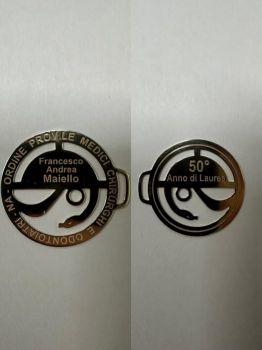 ORDINE PROV.LE MEDICI CHIRURGHI E ODONTOIATRI - NA -
Francesco
Andrea
Maiello
50°
Anno di Laurea